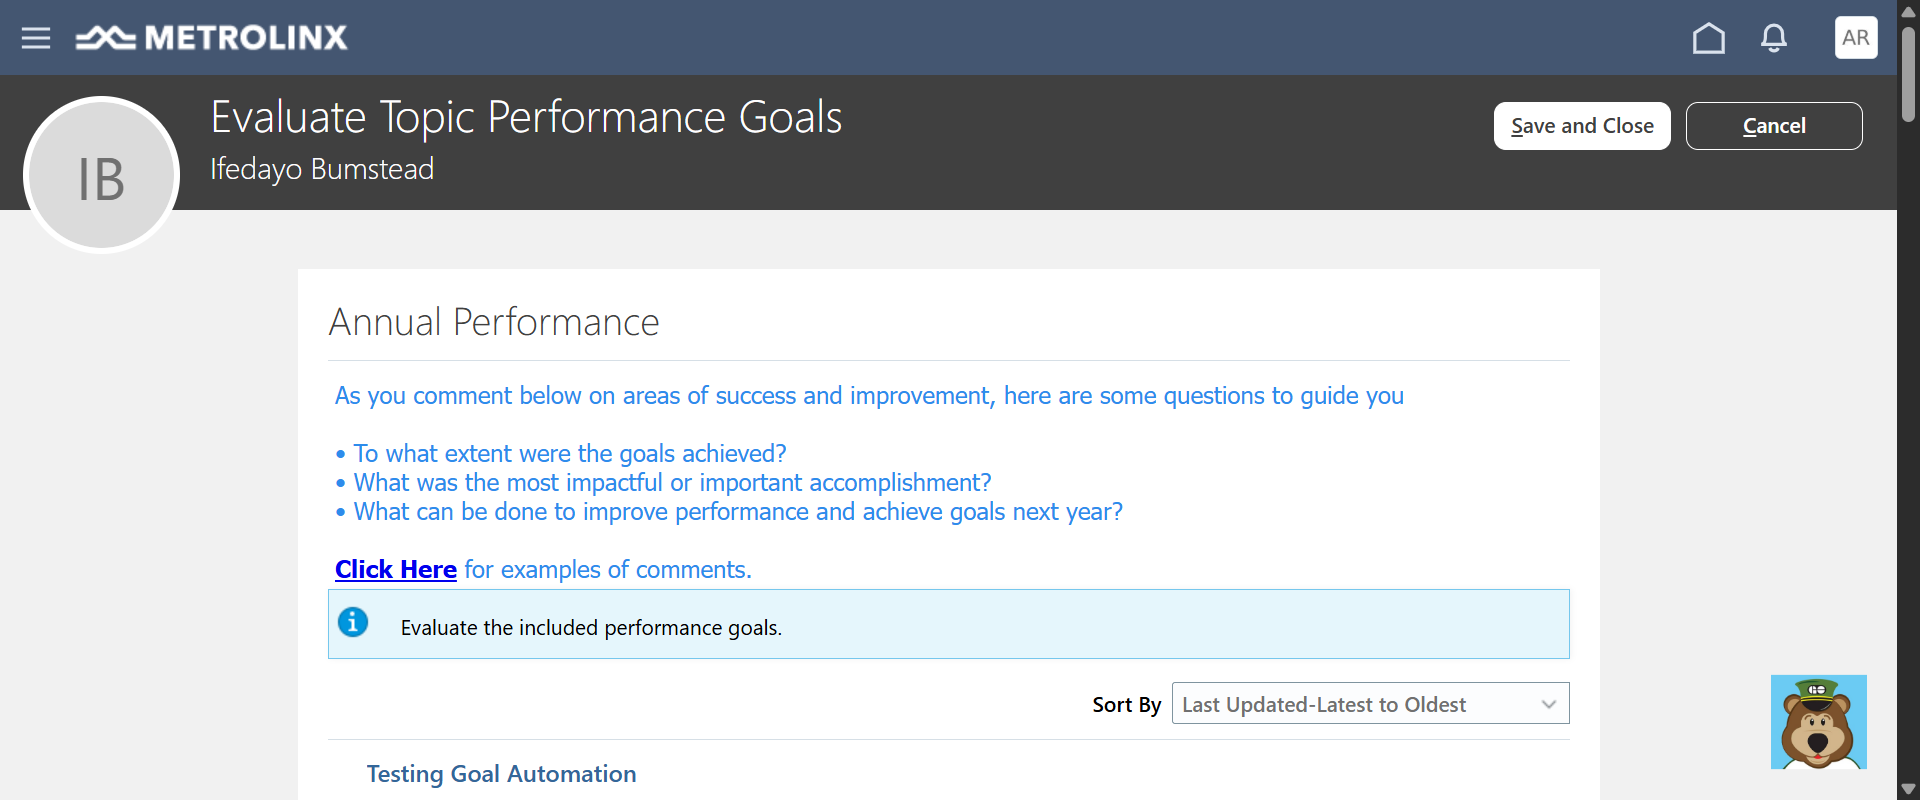 METROLINX
AR
IB
Evaluate Topic Performance Goals
Ifedayo Bumstead
Save and Close
Cancel
Annual Performance
As you comment below on areas of success and improvement, here are some questions to guide you
• To what extent were the goals achieved?
• What was the most impactful or important accomplishment?
• What can be done to improve performance and achieve goals next year?
Click Here for examples of comments.
Evaluate the included performance goals.
Sort By Last Updated-Latest to Oldest
GO
Testing Goal Automation